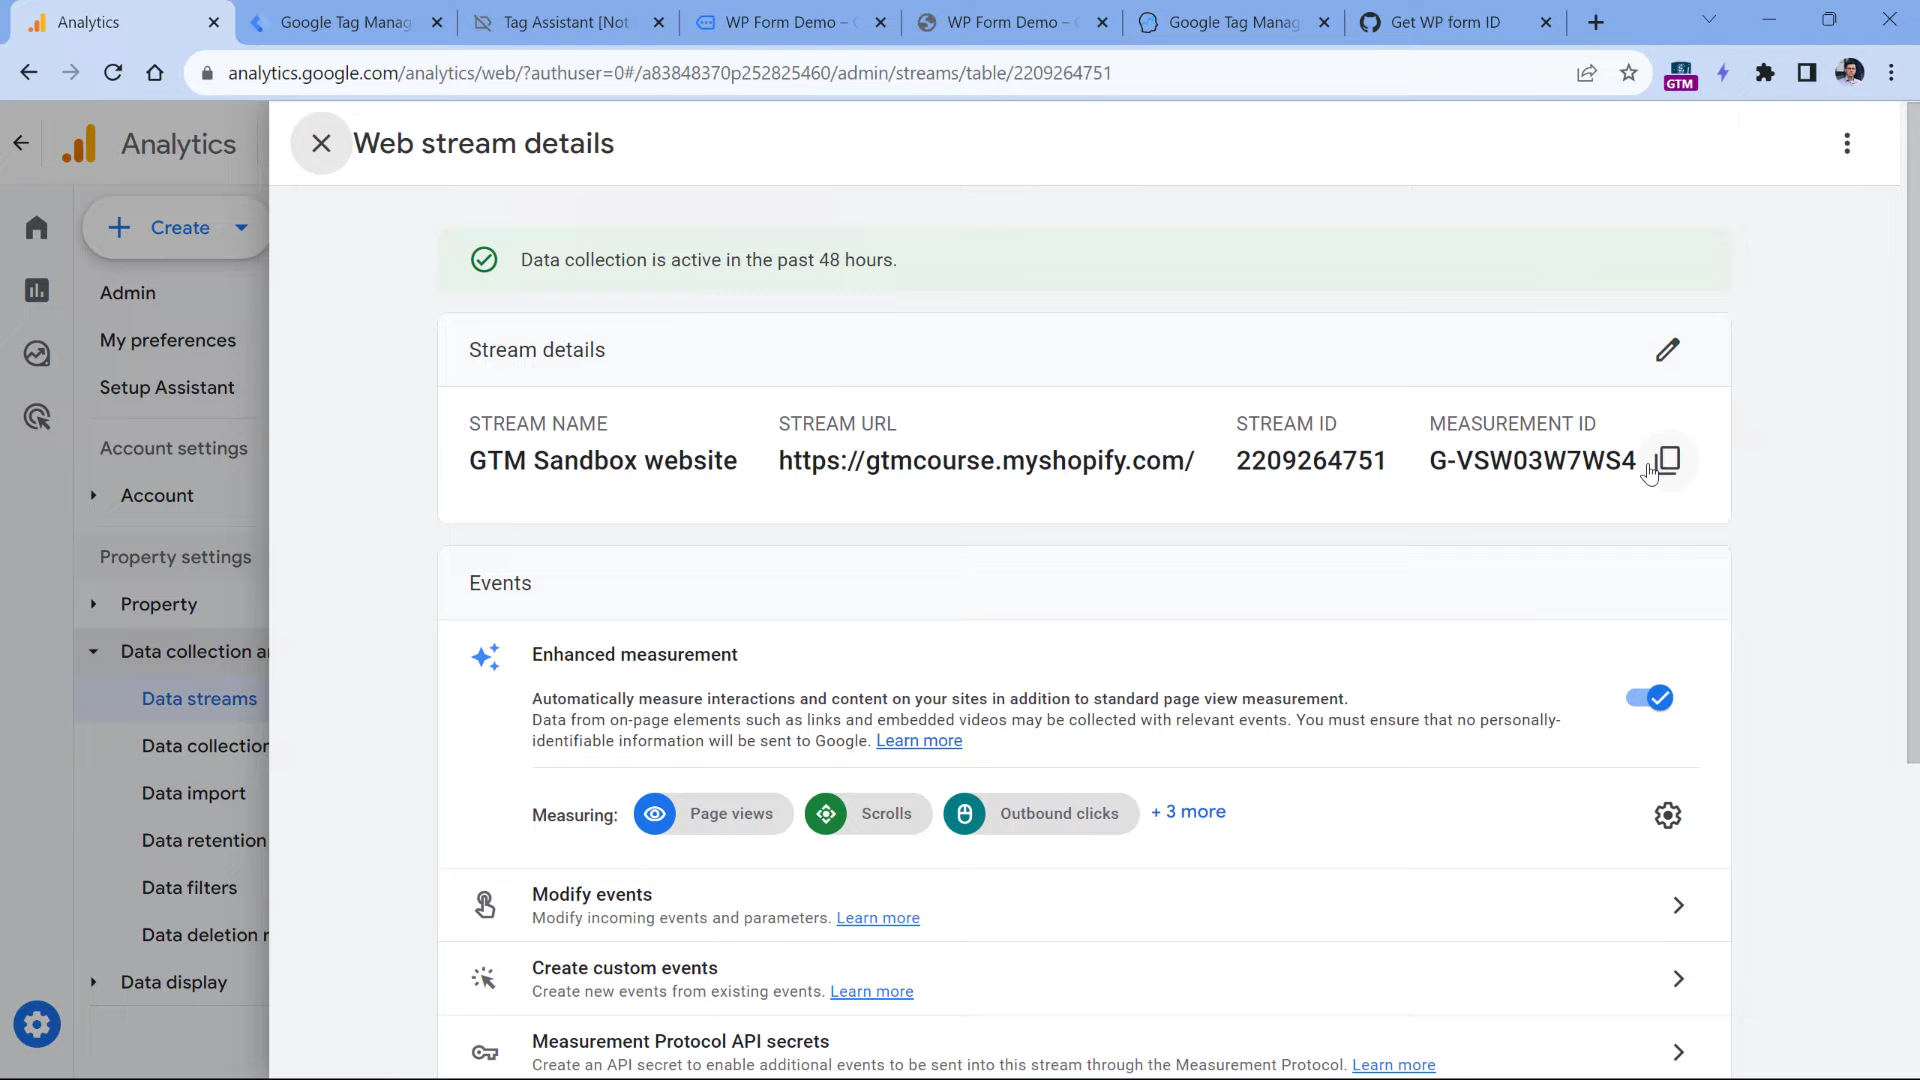 Analytics
Google Tag Manag
Tag Assistant [Not
WP Form Demo –
WP Form Demo –
Google Tag Manag
Get WP form ID
analytics.google.com/analytics/web/?authuser=0#/a83848370p252825460/admin/streams/table/2209264751
GTM
Analytics
Web stream details
Create
Data collection is active in the past 48 hours.
Admin
My preferences
Setup Assistant
Account settings
Account
Property settings
Property
Data collection a
Data streams
Data collection
Data import
Data retention
Data filters
Data deletion r
Data display
Stream details
STREAM NAME STREAM URL STREAM ID MEASUREMENT ID
GTM Sandbox website https://gtmcourse.myshopify.com/ 2209264751 G-VSW03W7WS4
Events
Enhanced measurement
Automatically measure interactions and content on your sites in addition to standard page view measurement.
Data from on-page elements such as links and embedded videos may be collected with relevant events. You must ensure that no personally-
identifiable information will be sent to Google. Learn more
Measuring: Page views Scrolls Outbound clicks + 3 more
Modify events
Modify incoming events and parameters. Learn more
Create custom events
Create new events from existing events. Learn more
Measurement Protocol API secrets
Create an API secret to enable additional events to be sent into this stream through the Measurement Protocol. Learn more